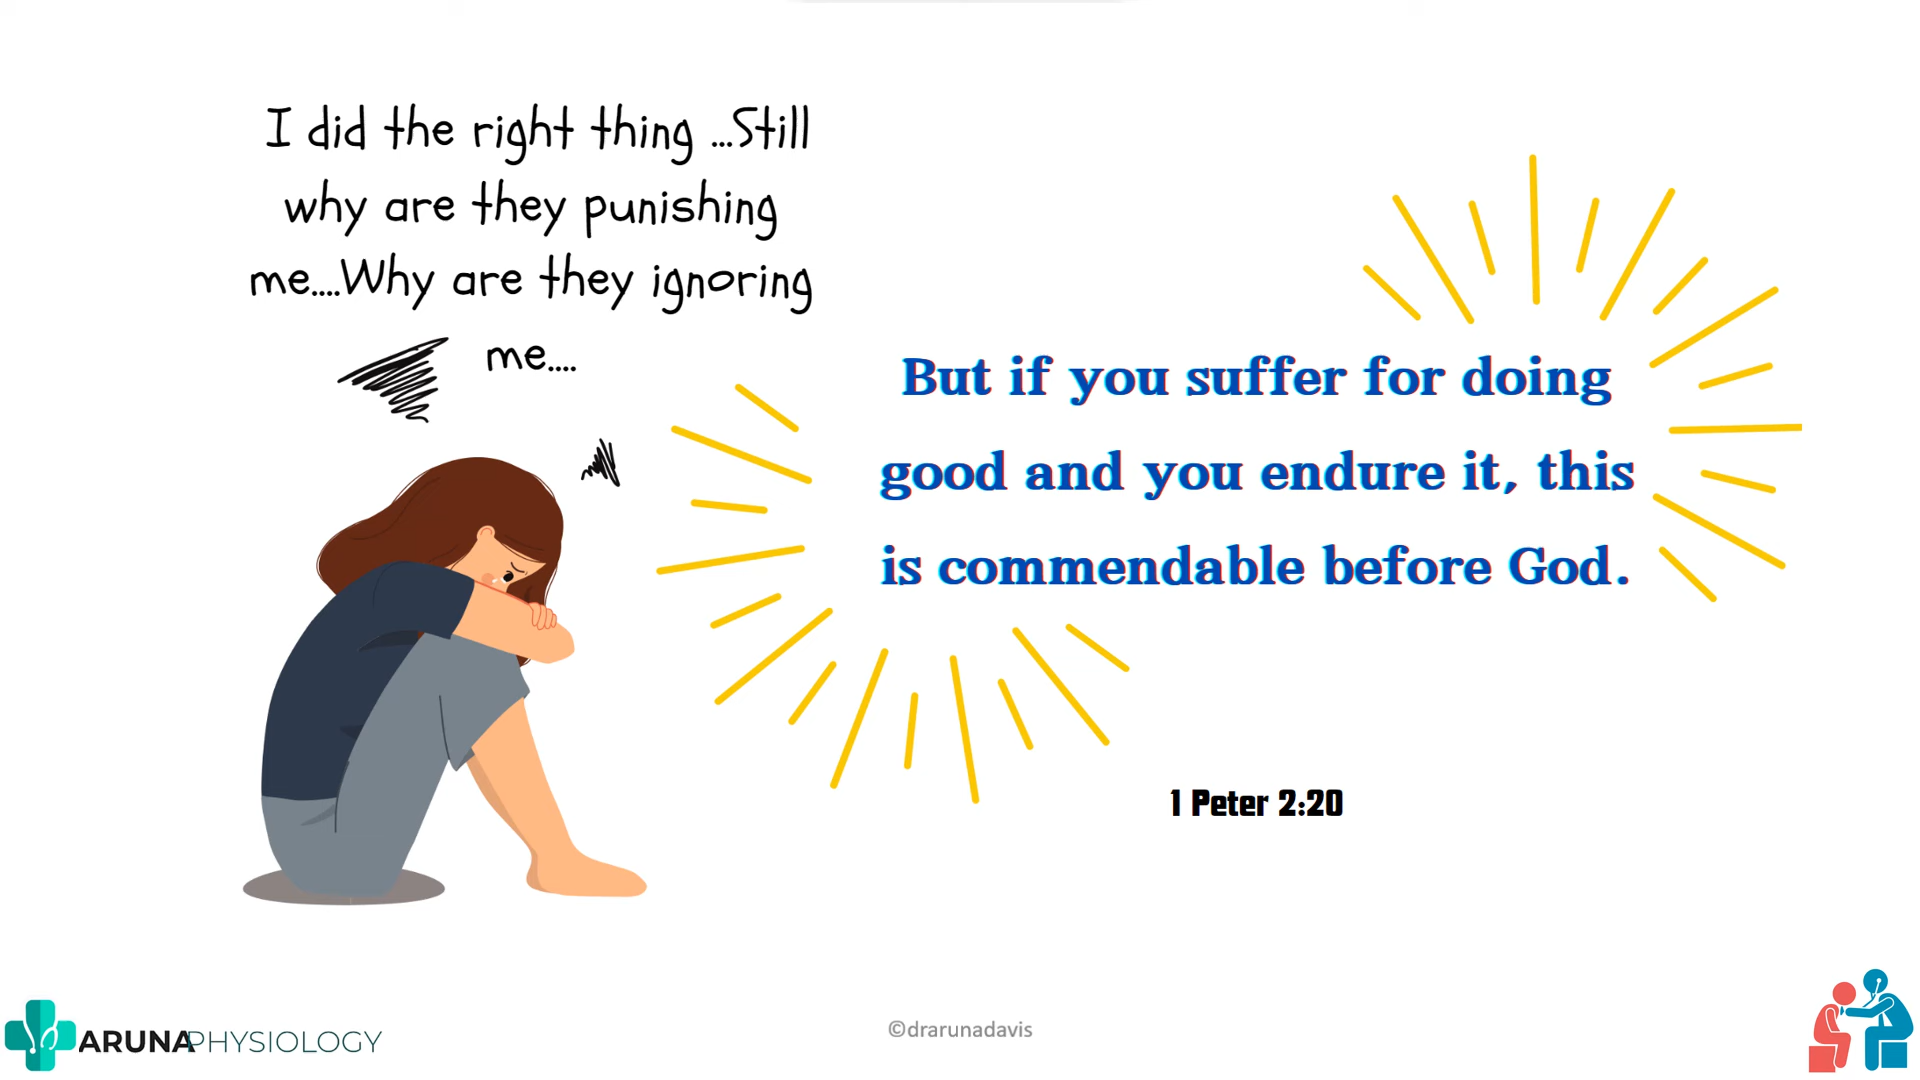 I did the right thing ...Still
why are they punishing
me....Why are they ignoring
me....
But if you suffer for doing
good and you endure it, this
is commendable before God.
1 Peter 2:20
ARUNAPHYSIOLOGY
©drarunadavis